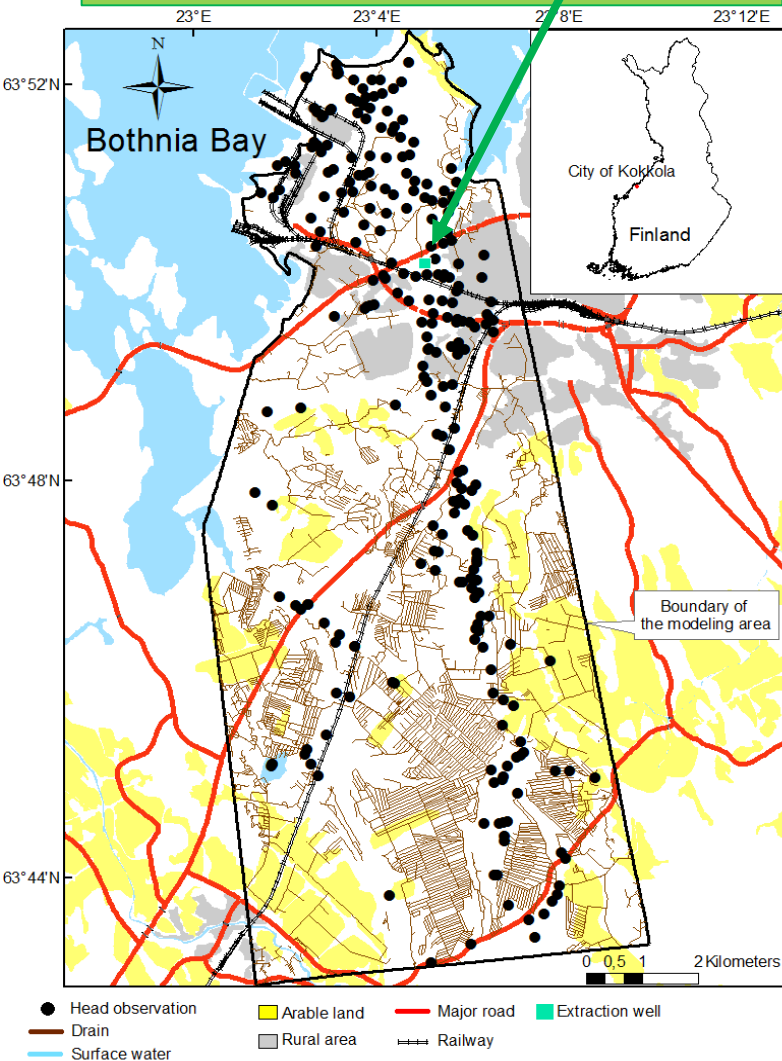 23°E 23°4'E 23°8'E 23°12'E
63°52'N
N
Bothnia Bay
City of Kokkola
Finland
63°48'N
Boundary of
the modeling area
63°44'N
0 0,5 1 2 Kilometers
Head observation
Arable land
Major road
Extraction well
Drain
Rural area
Railway
Surface water